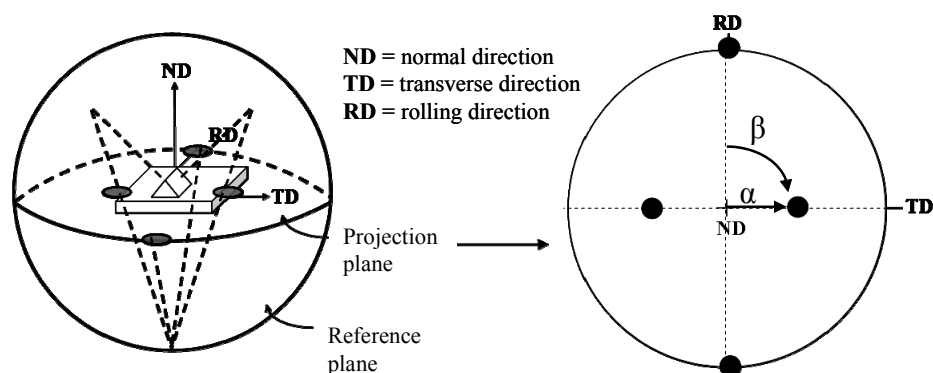 ND
RD
TD
ND = normal direction
TD = transverse direction
RD = rolling direction
Projection
plane
Reference
plane
RD
β
α
ND
TD